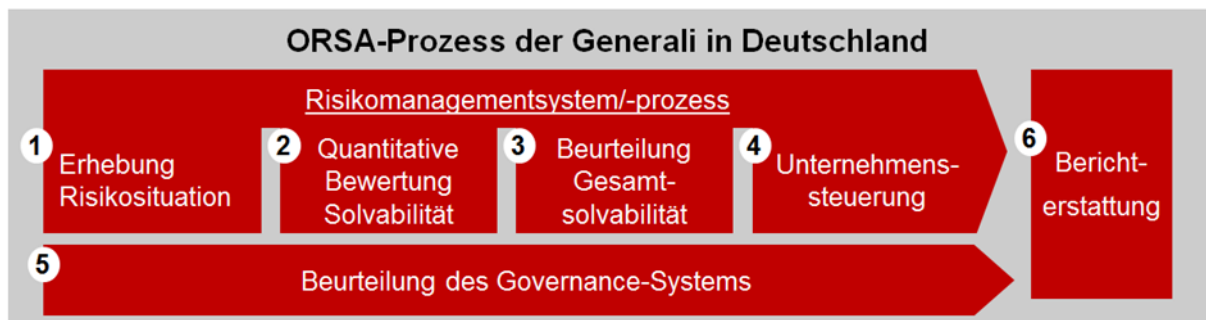 ORSA-Prozess der Generali in Deutschland
Risikomanagementsystem/-prozess
1
Erhebung
Risikosituation
2
Quantitative
Bewertung
Solvabilität
3
Beurteilung
Gesamt-
solvabilität
4
Unternehmens-
steuerung
5
Beurteilung des Governance-Systems
6
Bericht-
erstattung